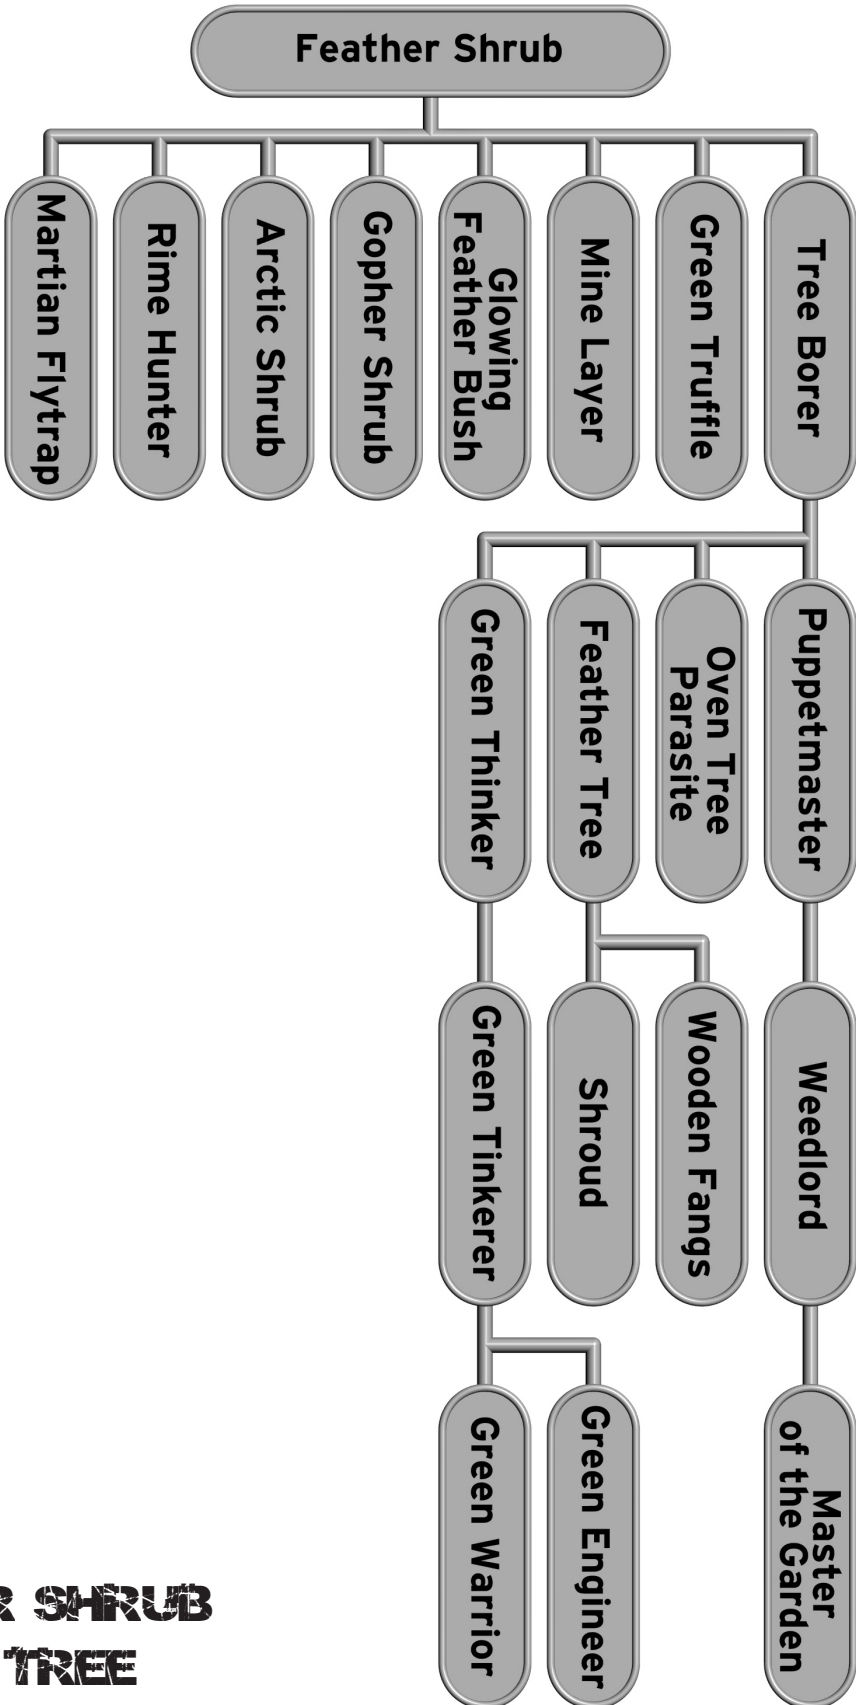 Feather Shrub
Martian Flytrap
Rime Hunter
Arctic Shrub
Gopher Shrub
Glowing
Feather Bush
Mine Layer
Green Truffle
Tree Borer
Green Thinker
Feather Tree
Oven Tree
Parasite
Puppetmaster
Green Tinkerer
Shroud
Wooden Fangs
Weedlord
Green Warrior
Green Engineer
Master
of the Garden
R SHRUB
TREE